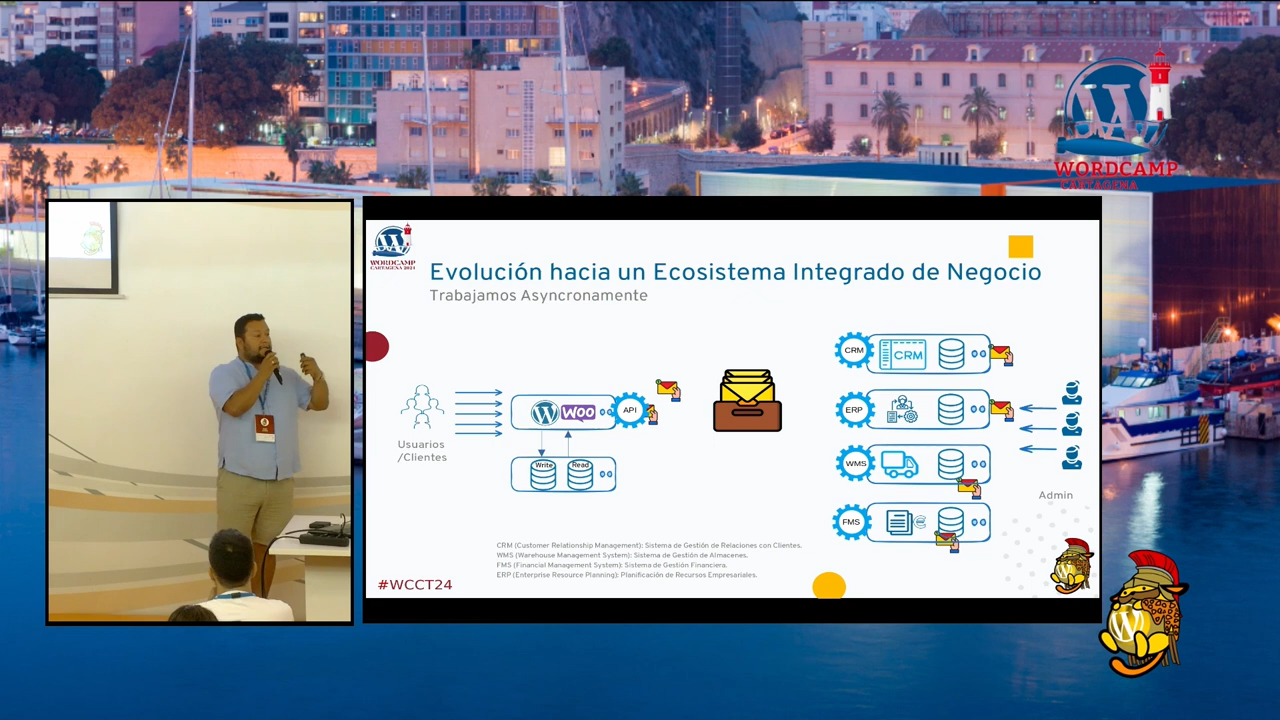 WORDCAMP
CARTAGENA
WORDCAMP
CARTAGENA 2023
Evolución hacia un Ecosistema Integrado de Negocio
Trabajamos Asyncronamente
Usuarios
/Clientes
WOO
API
Write
Read
CRM
CRM
ERP
WMS
FMS
Admin
CRM (Customer Relationship Management): Sistema de Gestión de Relaciones con Clientes.
WMS (Warehouse Management System): Sistema de Gestión de Almacenes.
FMS (Financial Management System): Sistema de Gestión Financiera.
ERP (Enterprise Resource Planning): Planificación de Recursos Empresariales.
#WCCT24